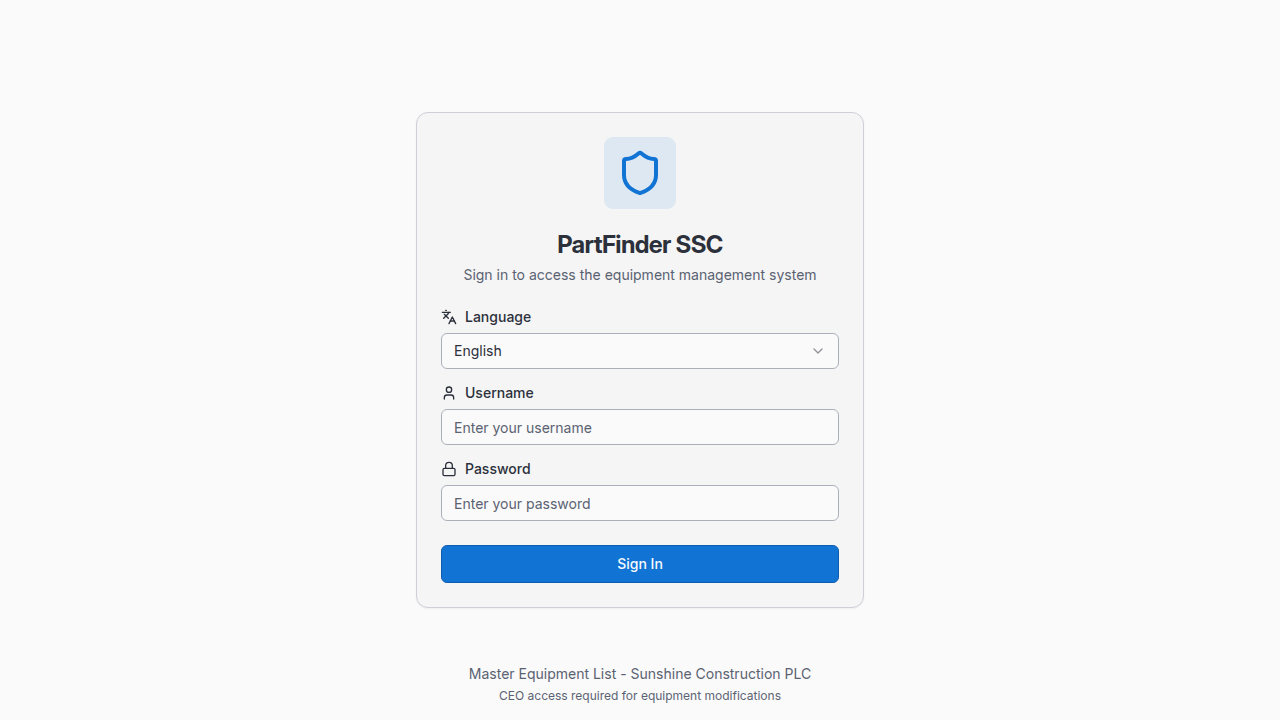 PartFinder SSC
Sign in to access the equipment management system
Language
English
Username
Enter your username
Password
Enter your password
Sign In
Master Equipment List - Sunshine Construction PLC
CEO access required for equipment modifications